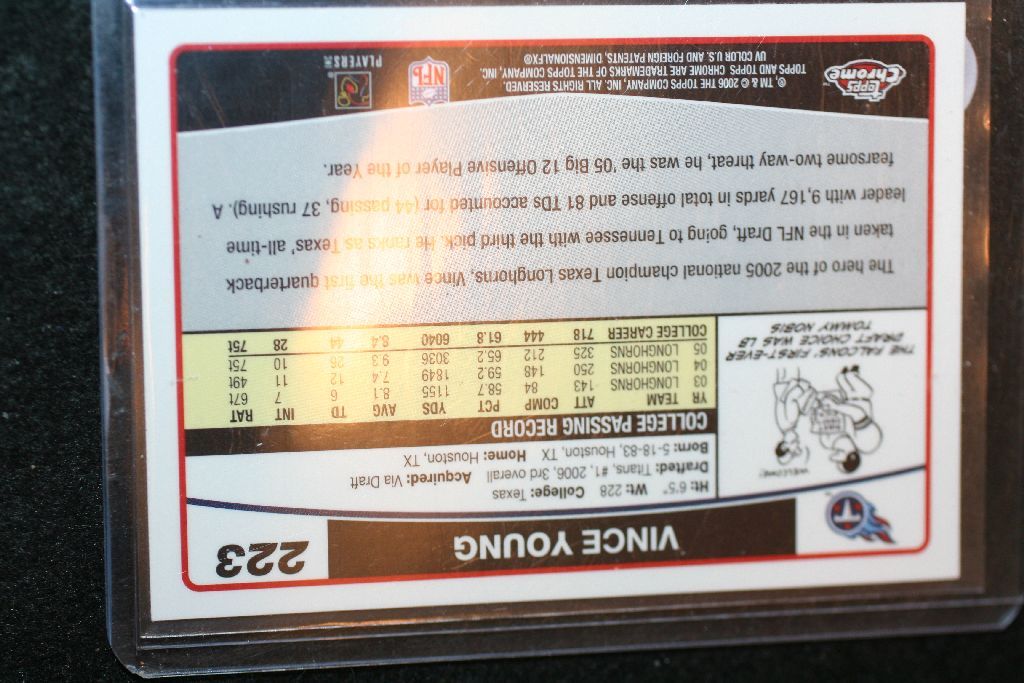 223
VINCE YOUNG
Ht: 6'5" Wt: 228 College: Texas
Drafted: Titans, #1, 2006, 3rd overall Acquired: Via Draft
Born: 5-18-83, Houston, TX Home: Houston, TX
WELCOME!
THE FALCONS' FIRST-EVER
DRAFT CHOICE WAS LB
TOMMY NOBIS
COLLEGE PASSING RECORD
YR TEAM ATT COMP PCT YDS AVG TD INT RAT
03 LONGHORNS 143 84 58.7 1155 8.1 6 7 67t
04 LONGHORNS 250 148 59.2 1849 7.4 12 11 49t
05 LONGHORNS 325 212 65.2 3036 9.3 26 10 75t
COLLEGE CAREER 718 444 61.8 6040 8.4 44 28 75t
The hero of the 2005 national champion Texas Longhorns, Vince was the first quarterback
taken in the NFL Draft, going to Tennessee with the third pick. He ranks as Texas' all-time
leader with 9,167 yards in total offense and 81 TDs accounted for (44 passing, 37 rushing). A
fearsome two-way threat, he was the '05 Big 12 Offensive Player of the Year.
Topps
Chrome
®, TM & © 2006 THE TOPPS COMPANY, INC. ALL RIGHTS RESERVED.
TOPPS AND TOPPS CHROME ARE TRADEMARKS OF THE TOPPS COMPANY, INC.
UV COLOR U.S. AND FOREIGN PATENTS, DIMENSIONALFX®
NFL
PLAYERS